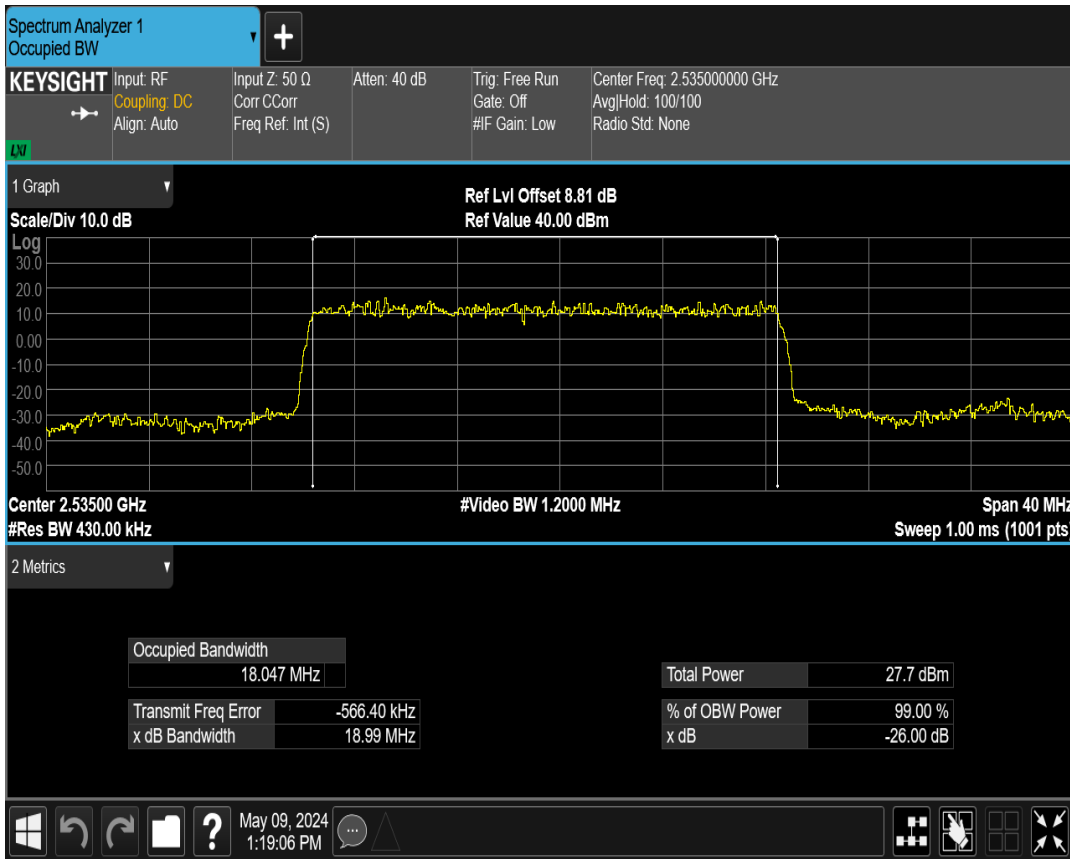 Spectrum Analyzer 1
Occupied BW
+
KEYSIGHT
LXI
Input: RF
Coupling: DC
Align: Auto
Input Z: 50 Ω
Corr CCorr
Freq Ref: Int (S)
Atten: 40 dB
Trig: Free Run
Gate: Off
#IF Gain: Low
Center Freq: 2.535000000 GHz
Avg|Hold: 100/100
Radio Std: None
1 Graph
Scale/Div 10.0 dB
Ref Lvl Offset 8.81 dB
Ref Value 40.00 dBm
Log
30.0
20.0
10.0
0.00
-10.0
-20.0
-30.0
-40.0
-50.0
Center 2.53500 GHz
#Video BW 1.2000 MHz
Span 40 MHz
#Res BW 430.00 kHz
Sweep 1.00 ms (1001 pts)
2 Metrics
Occupied Bandwidth
18.047 MHz
Transmit Freq Error -566.40 kHz
x dB Bandwidth 18.99 MHz
Total Power 27.7 dBm
% of OBW Power 99.00 %
x dB -26.00 dB
?
May 09, 2024
1:19:06 PM